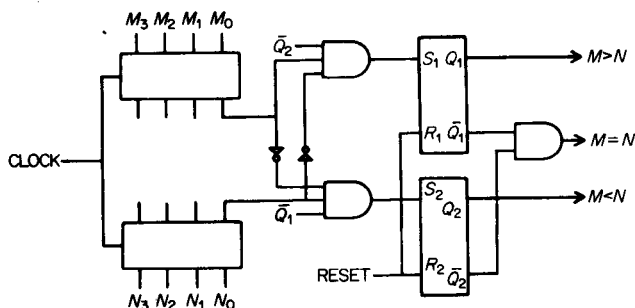 M₃ M₂ M₁ M₀
Q̄₂
S₁ Q₁
M>N
R₁ Q̄₁
M=N
CLOCK
S₂
Q₂
M<N
Q̄₁
R₂
Q̄₂
RESET
N₃ N₂ N₁ N₀